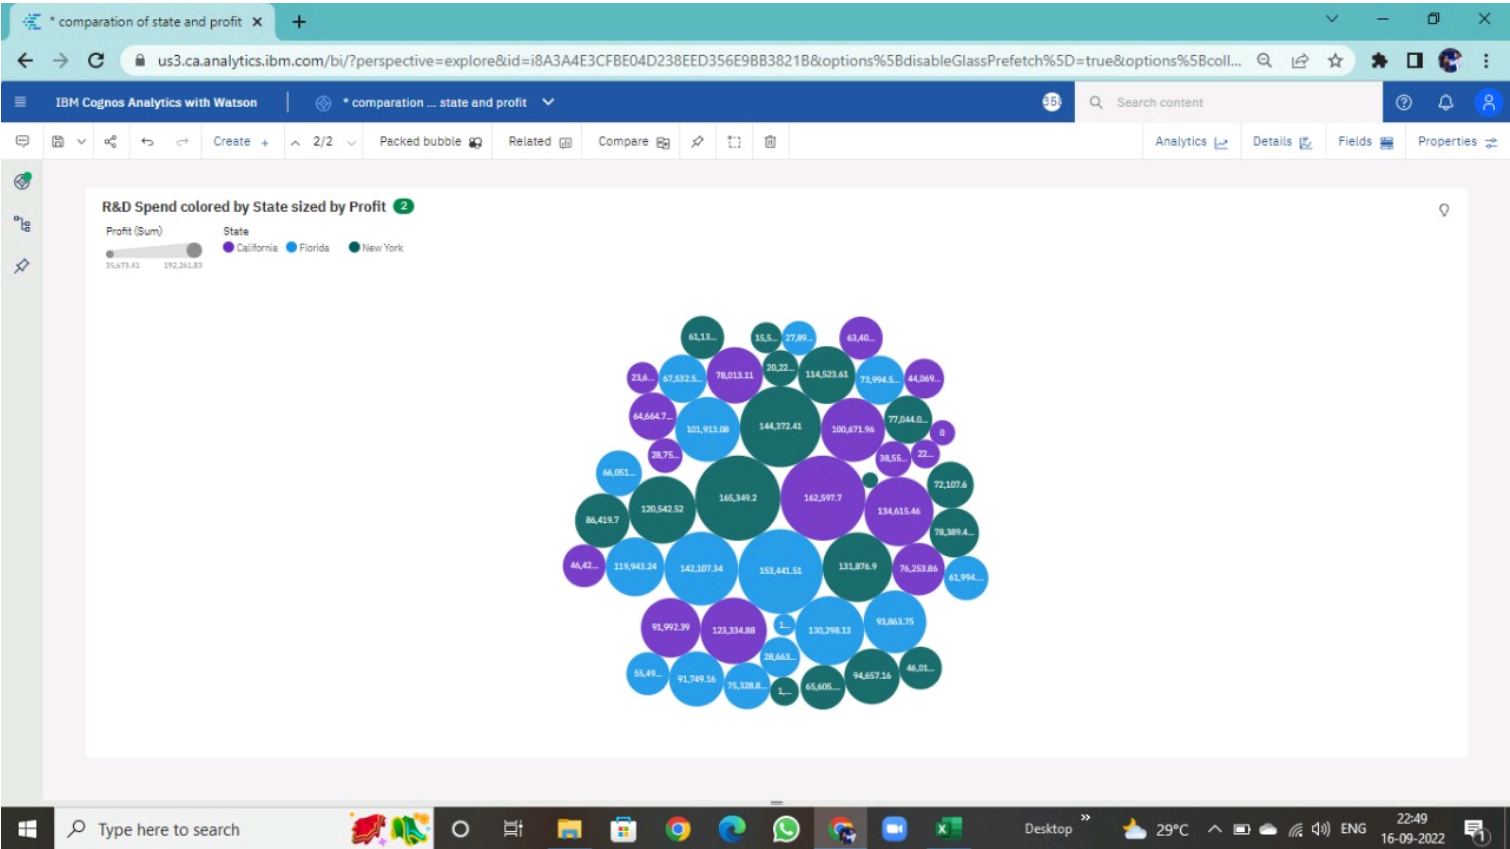 * comparation of state and profit
us3.ca.analytics.ibm.com/bi/?perspective=explore&id=i8A3A4E3CFBE04D238EED356E9BB3821B&options%5BdisableGlassPrefetch%5D=true&options%5Bcoll...
IBM Cognos Analytics with Watson * comparation ... state and profit Search content
Create + 2/2 Packed bubble Related Compare Analytics Details Fields Properties
R&D Spend colored by State sized by Profit 2
Profit (Sum) State
California Florida New York
35,673.41 192,261.83
61,13... 15,5... 27,89... 63,40...
23,6... 67,532.5... 78,013.11 20,22... 114,523.61 73,994.5... 44,069...
64,664.7... 101,913.08 144,372.41 100,671.96 77,044.0... 0
28,75... 38,55... 22...
66,051... 165,349.2 162,597.7 72,107.6
86,419.7 120,542.52 134,615.46 78,389.4...
46,42... 119,943.24 142,107.34 153,441.51 131,876.9 76,253.86 61,994...
91,992.39 123,334.88 1... 130,298.13 93,863.75
28,663...
55,49... 91,749.16 75,328.8... 1,... 65,605... 94,657.16 46,01...
Type here to search Desktop 29°C ENG 22:49
16-09-2022